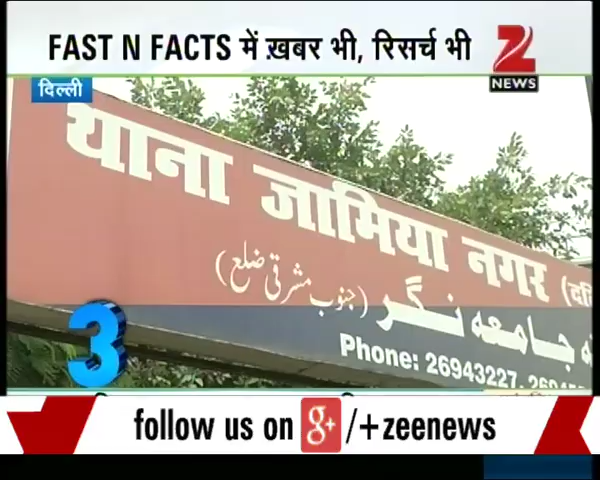 FAST N FACTS में ख़बर भी, रिसर्च भी
Z
NEWS
दिल्ली
थाना जामिया नगर
جامعہ نگر (جنوب مشرقی ضلع)
Phone: 26943227,
3
follow us on g+ /+zeenews